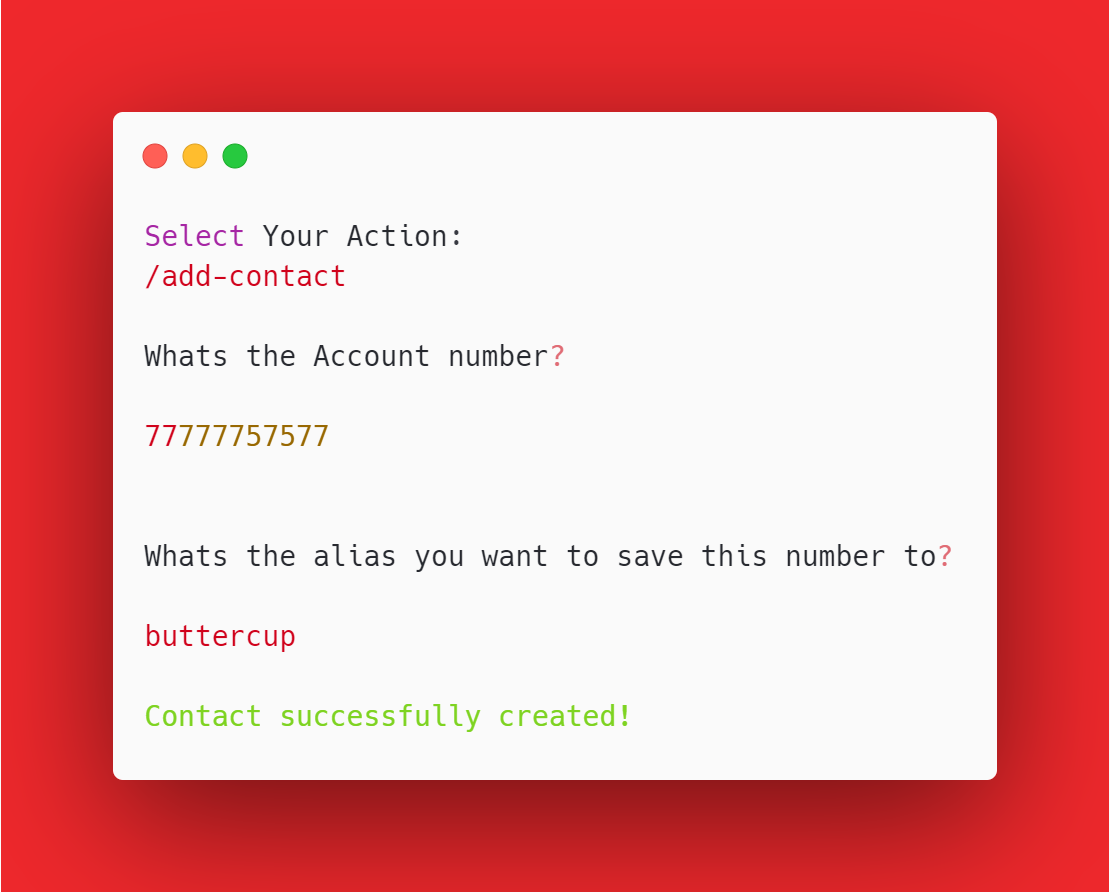 Select Your Action:
/add-contact
Whats the Account number?
77777757577
Whats the alias you want to save this number to?
buttercup
Contact successfully created!